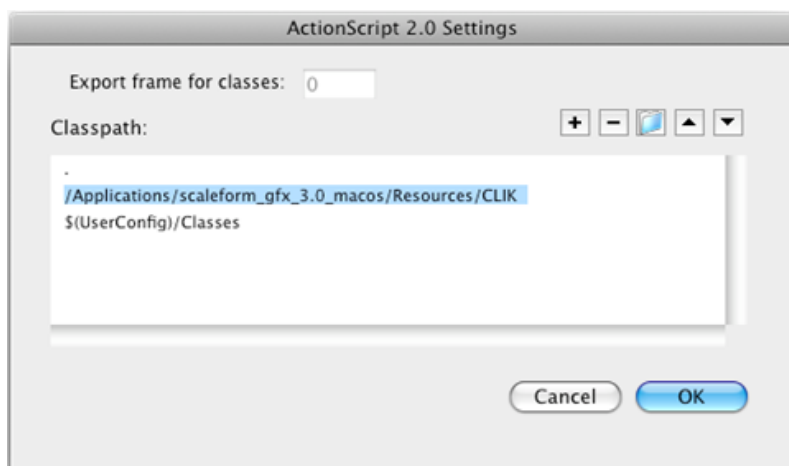 ActionScript 2.0 Settings
Export frame for classes: 0
Classpath:
.
/Applications/scaleform_gfx_3.0_macos/Resources/CLIK
$(UserConfig)/Classes
Cancel OK